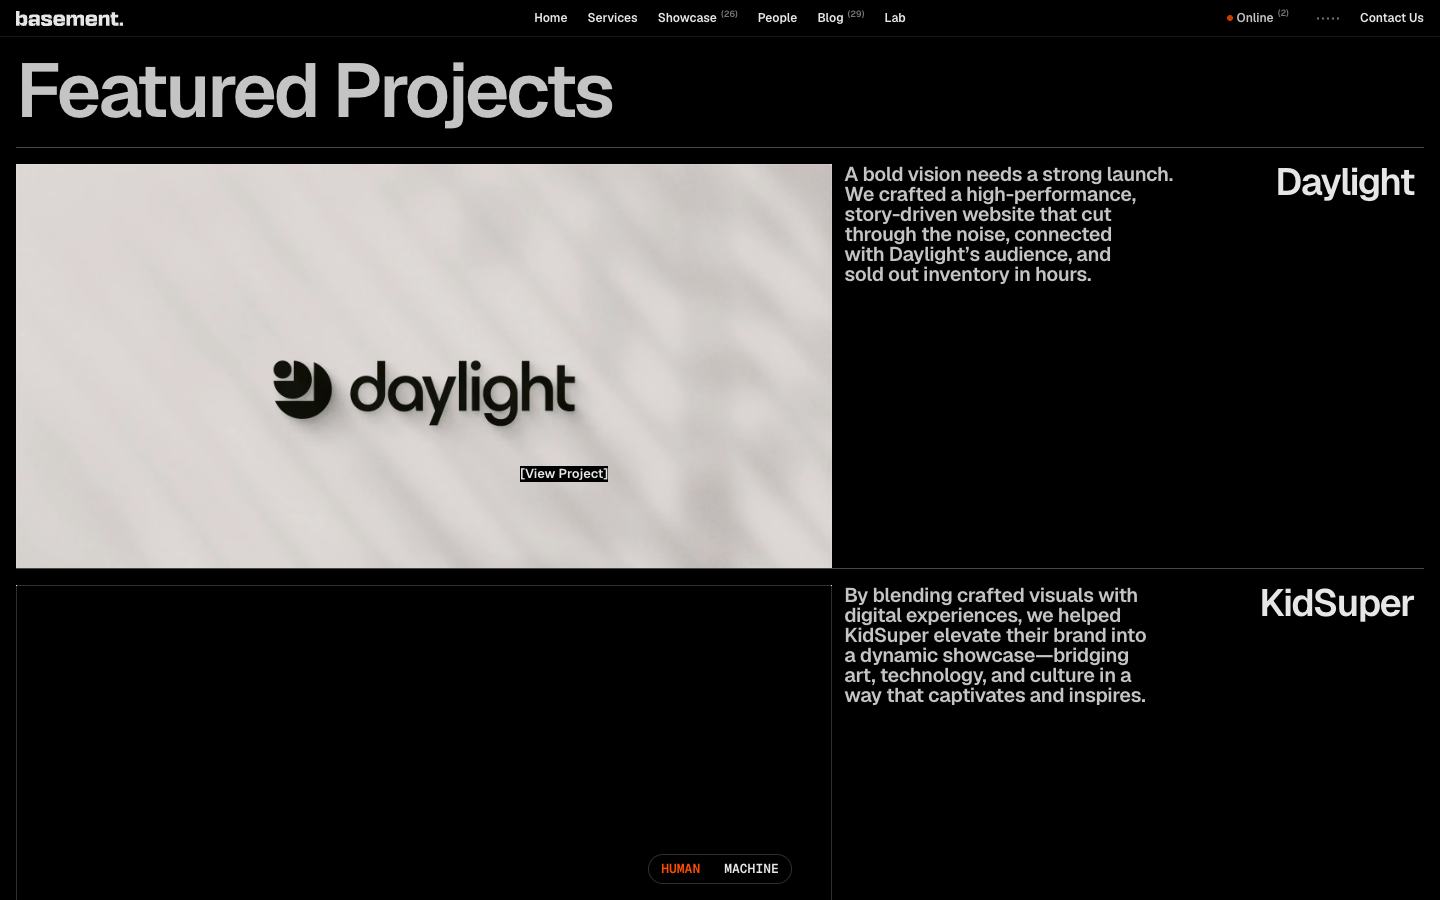 basement.
Home Services Showcase (26) People Blog (29) Lab
Online (2) Contact Us
Featured Projects
A bold vision needs a strong launch.
We crafted a high-performance,
story-driven website that cut
through the noise, connected
with Daylight’s audience, and
sold out inventory in hours.
Daylight
daylight
[View Project]
By blending crafted visuals with
digital experiences, we helped
KidSuper elevate their brand into
a dynamic showcase—bridging
art, technology, and culture in a
way that captivates and inspires.
KidSuper
HUMAN MACHINE